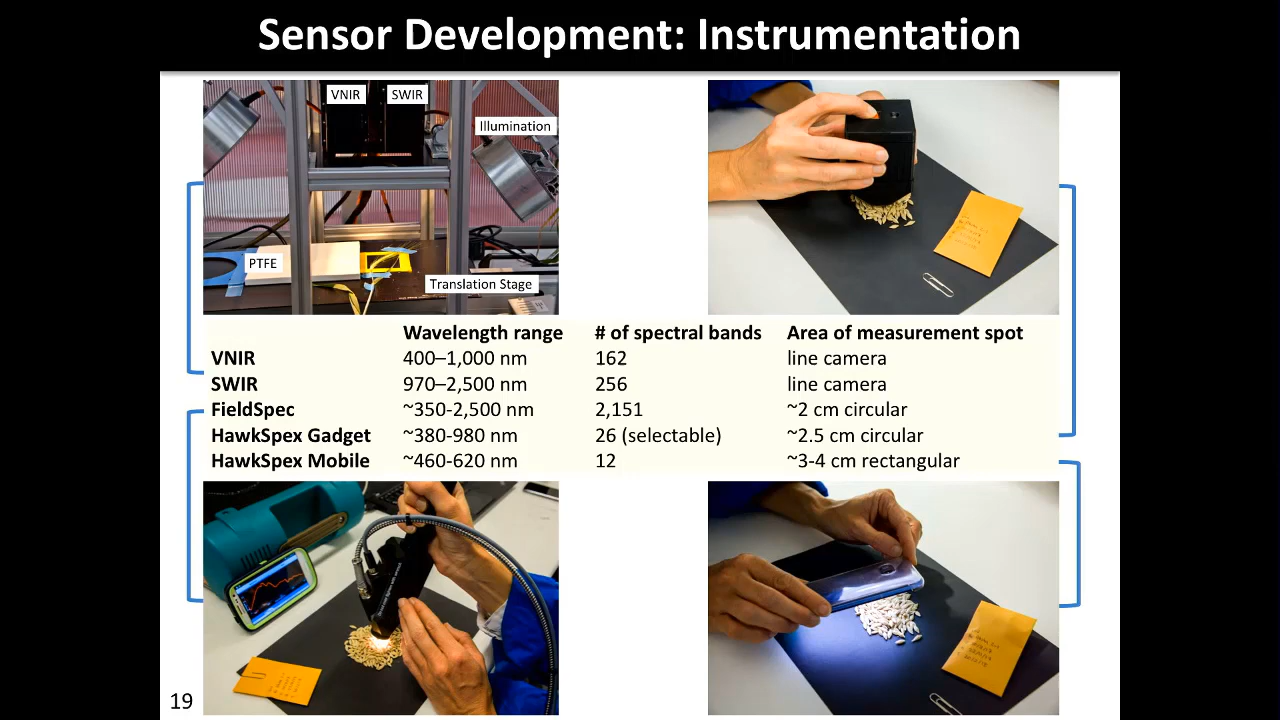 Sensor Development: Instrumentation
VNIR
SWIR
Illumination
PTFE
Translation Stage
Wavelength range # of spectral bands Area of measurement spot
VNIR 400–1,000 nm 162 line camera
SWIR 970–2,500 nm 256 line camera
FieldSpec ~350-2,500 nm 2,151 ~2 cm circular
HawkSpex Gadget ~380-980 nm 26 (selectable) ~2.5 cm circular
HawkSpex Mobile ~460-620 nm 12 ~3-4 cm rectangular
19